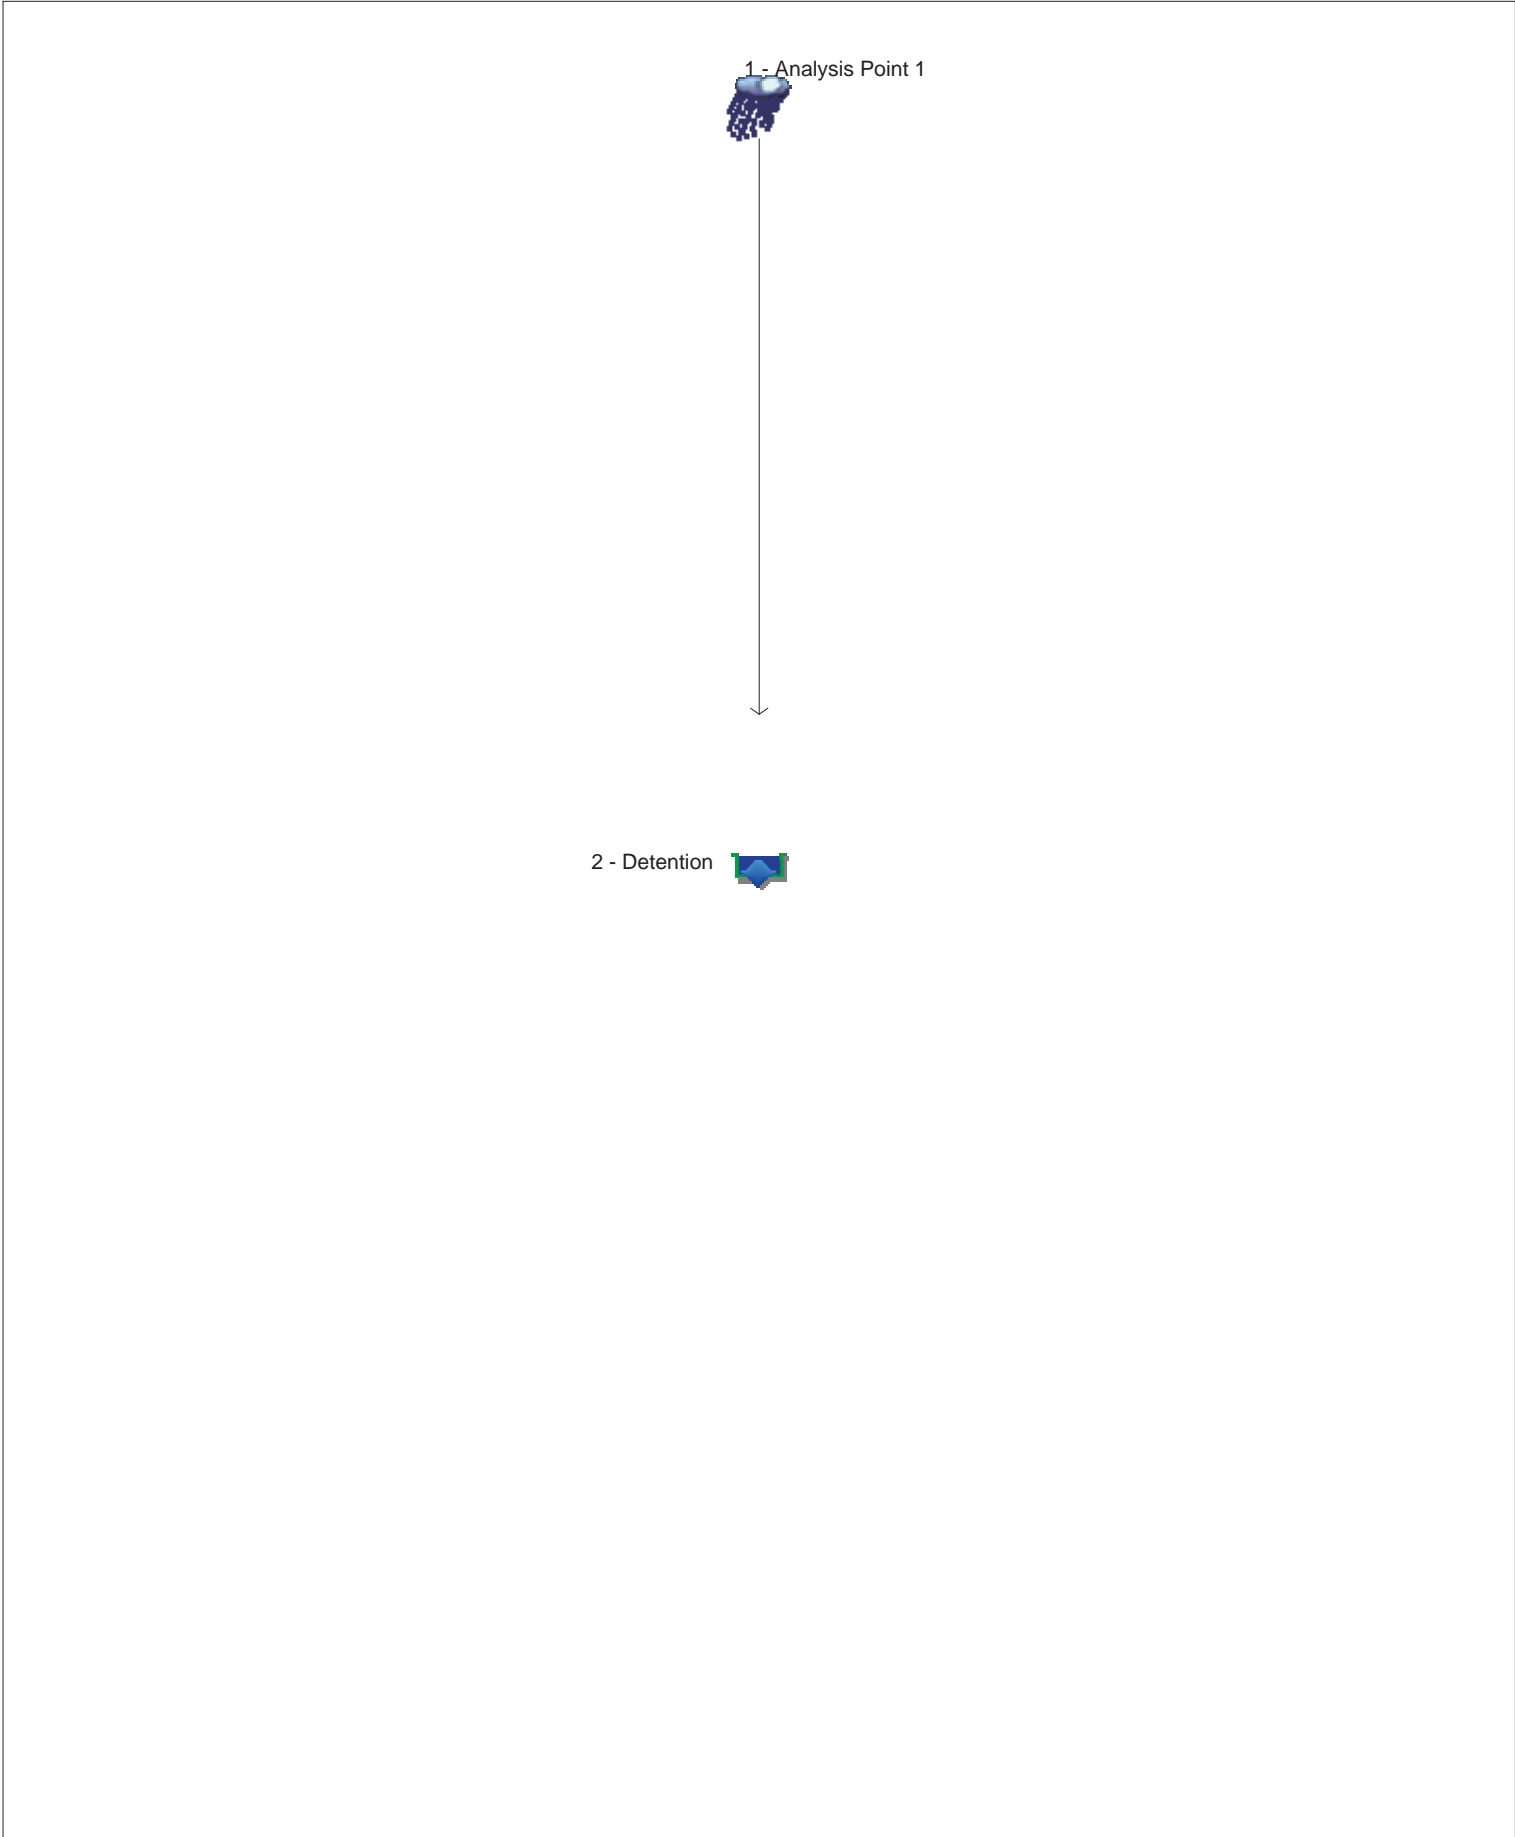 1 - Analysis Point 1
2 - Detention